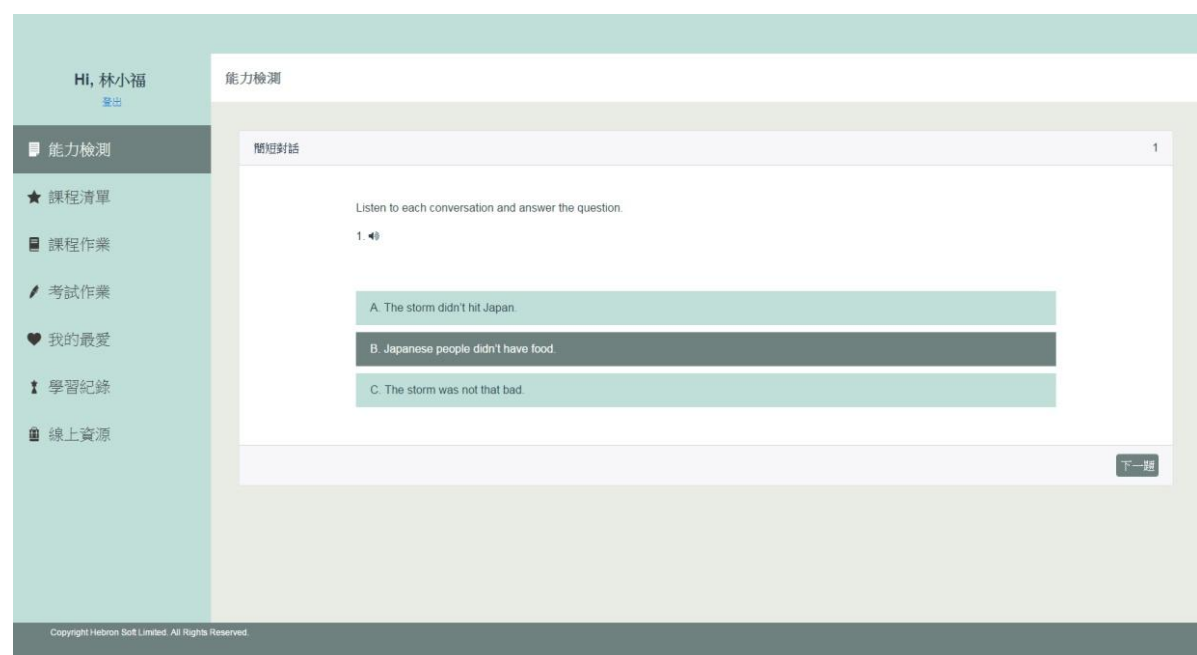 Hi, 林小福
登出
能力檢測
課程清單
課程作業
考試作業
我的最愛
學習紀錄
線上資源
能力檢測
簡短對話
1
Listen to each conversation and answer the question.
1.
A. The storm didn't hit Japan.
B. Japanese people didn't have food.
C. The storm was not that bad.
下一題
Copyright Hebron Soft Limited. All Rights Reserved.